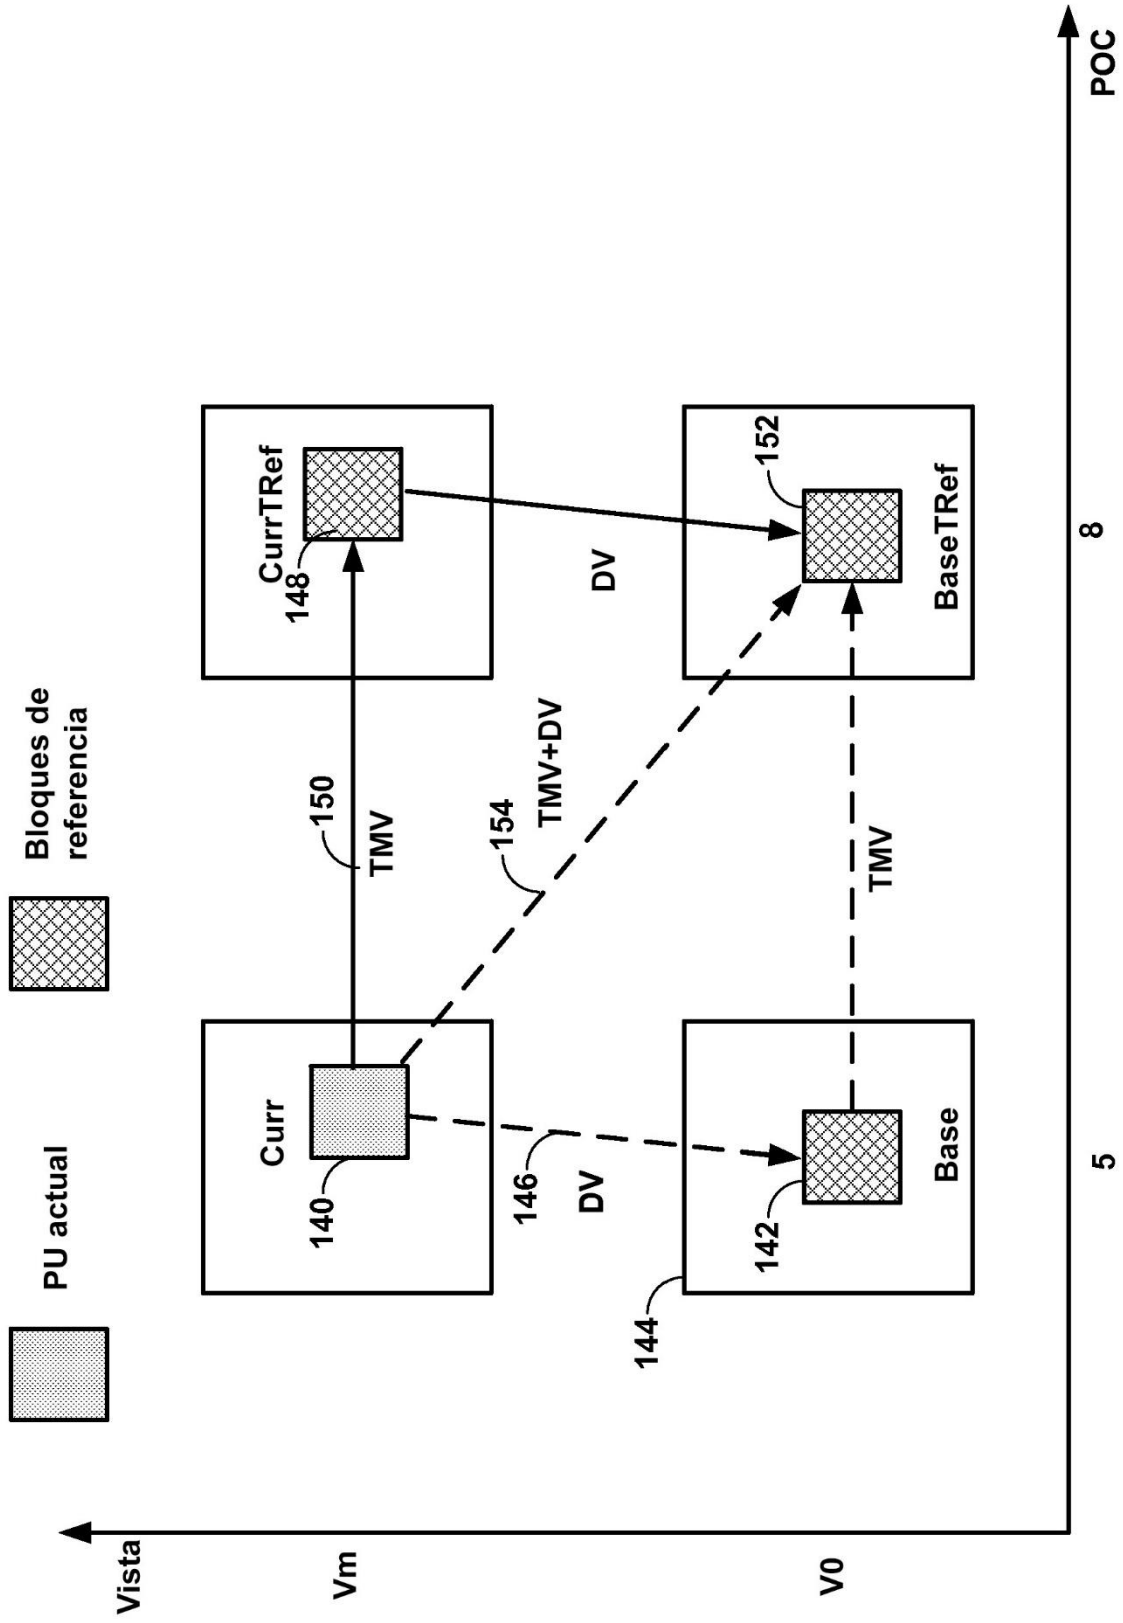 PU actual
Bloques de
referencia
Vista
Vm
Curr
140
150
TMV
CurrTRef
148
146
DV
154
TMV+DV
DV
144
V0
142
Base
TMV
152
BaseTRef
5
8
POC